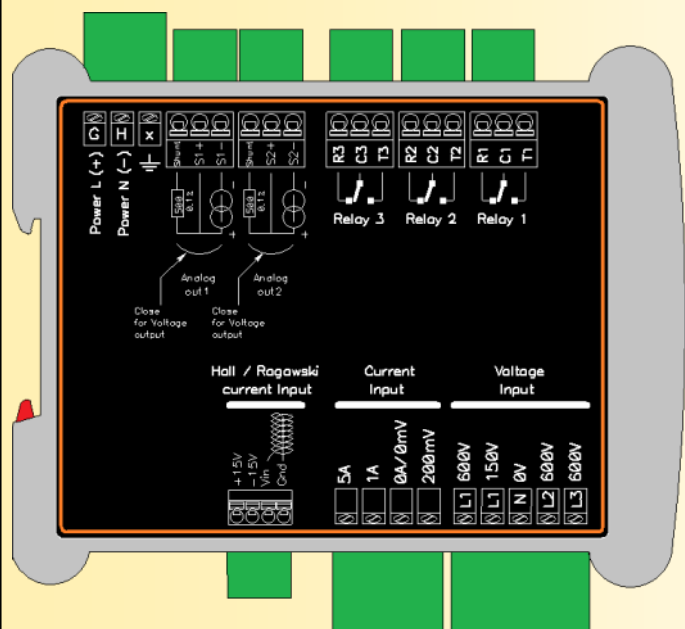 G H x
Power L (+)
Power N (-)
Shunt S1+ S1-
500
0.1%
- +
Shunt S2+ S2-
500
0.1%
- +
R3 C3 T3
Relay 3
R2 C2 T2
Relay 2
R1 C1 T1
Relay 1
Analog
out 1
Close
for Voltage
output
Analog
out 2
Close
for Voltage
output
Hall / Rogawski
current Input
+15V
-15V
Vin
Gnd
Current
Input
5A
1A
0A/0mV
200mV
Voltage
Input
L1 600V
L1 150V
N 0V
L2 600V
L3 600V